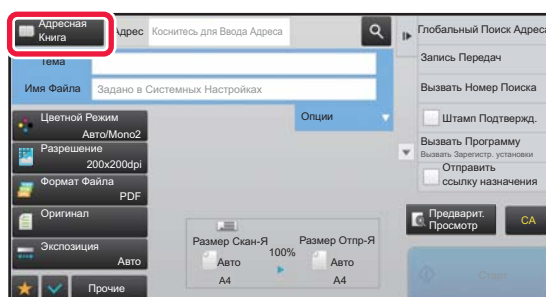 Адресная
Книга
Адрес
Коснитесь для Ввода Адреса
Тема
Имя Файла
Задано в Системных Настройках
Цветной Режим
Авто/Mono2
Разрешение
200x200dpi
Формат Файла
PDF
Оригинал
Экспозиция
Авто
Прочие
Опции
Размер Скан-Я
100%
Размер Отпр-Я
Авто
Авто
A4
A4
Глобальный Поиск Адреса
Запись Передач
Вызвать Номер Поиска
Штамп Подтвержд.
Вызвать Программу
Вызвать Зарегистр. установки
Отправить
ссылку назначения
Предварит.
Просмотр
CA
Старт